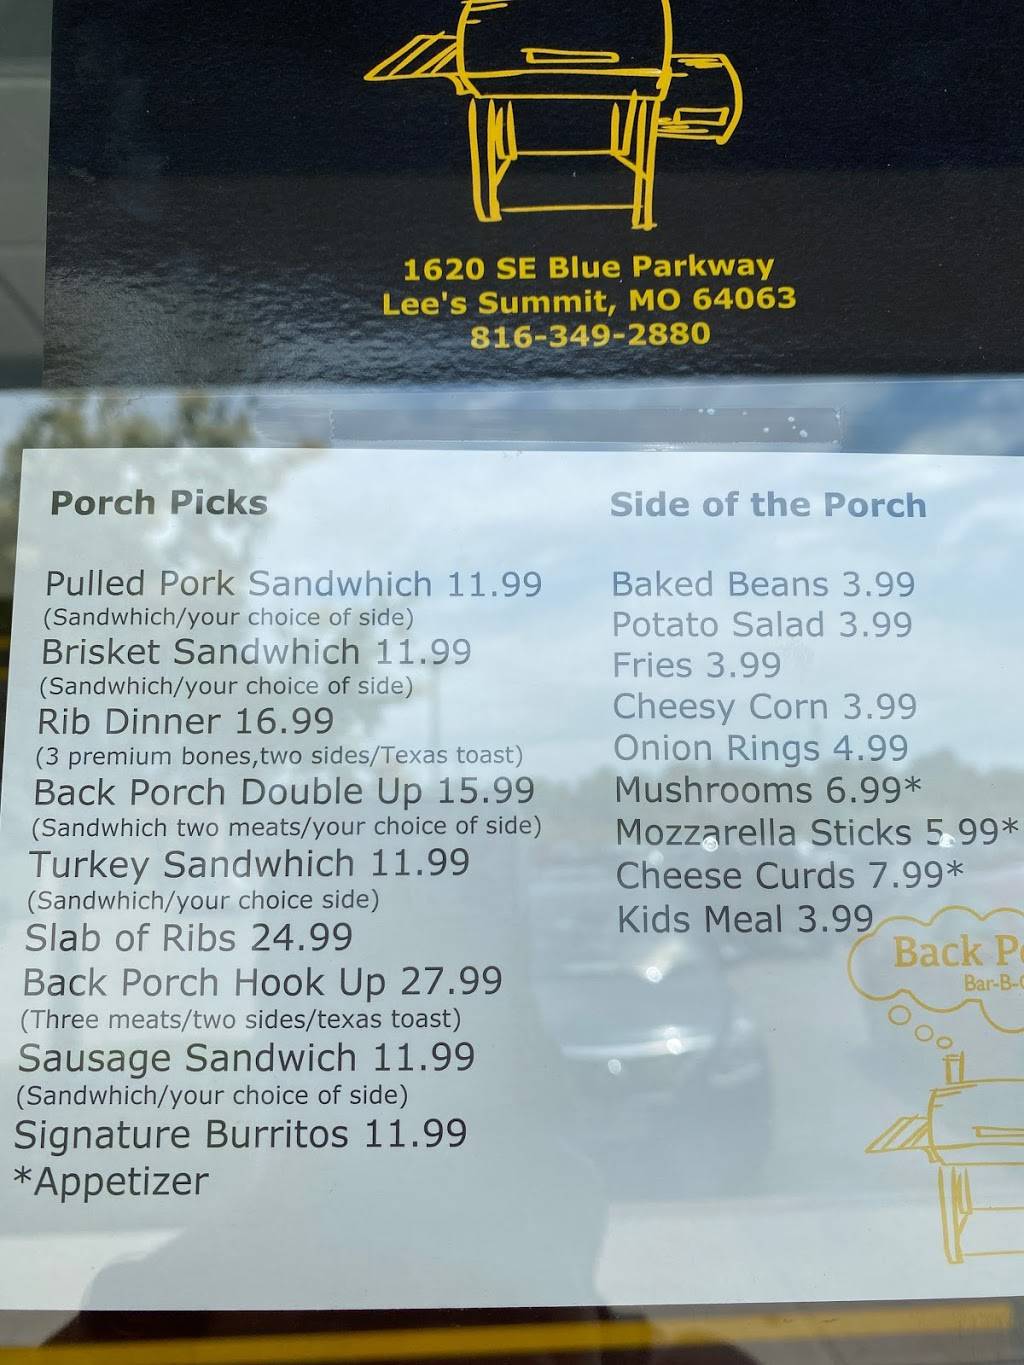 1620 SE Blue Parkway
Lee's Summit, MO 64063
816-349-2880
Porch Picks
Pulled Pork Sandwhich 11.99
(Sandwhich/your choice of side)
Brisket Sandwhich 11.99
(Sandwhich/your choice of side)
Rib Dinner 16.99
(3 premium bones,two sides/Texas toast)
Back Porch Double Up 15.99
(Sandwhich two meats/your choice of side)
Turkey Sandwhich 11.99
(Sandwhich/your choice side)
Slab of Ribs 24.99
Back Porch Hook Up 27.99
(Three meats/two sides/texas toast)
Sausage Sandwich 11.99
(Sandwhich/your choice of side)
Signature Burritos 11.99
*Appetizer
Side of the Porch
Baked Beans 3.99
Potato Salad 3.99
Fries 3.99
Cheesy Corn 3.99
Onion Rings 4.99
Mushrooms 6.99*
Mozzarella Sticks 5.99*
Cheese Curds 7.99*
Kids Meal 3.99
Back